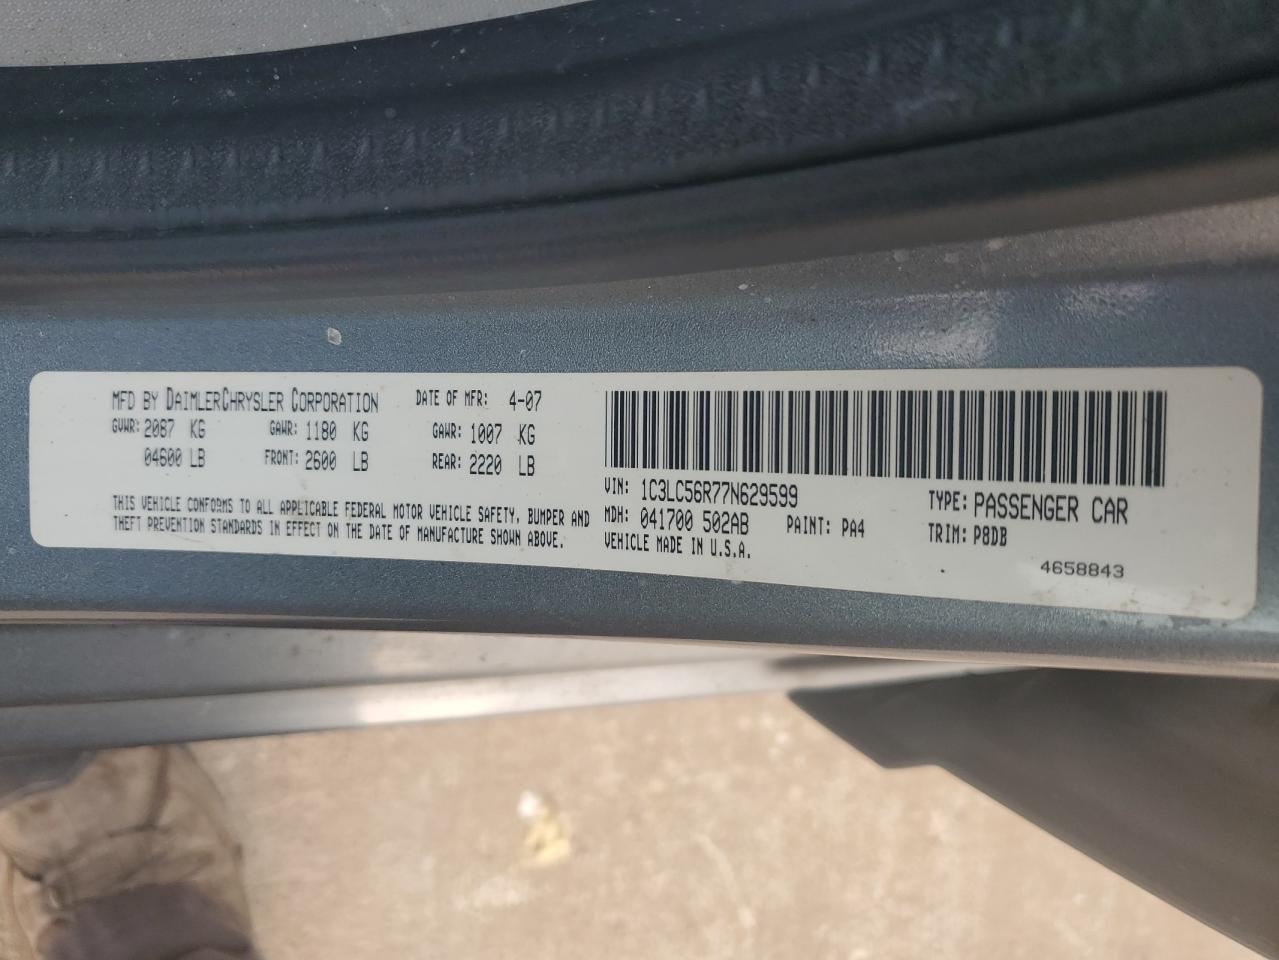 MFD BY DAIMLERCHRYSLER CORPORATION DATE OF MFR: 4-07
GVWR: 2087 KG GAWR: 1180 KG GAWR: 1007 KG
04600 LB FRONT: 2600 LB REAR: 2220 LB
THIS VEHICLE CONFORMS TO ALL APPLICABLE FEDERAL MOTOR VEHICLE SAFETY, BUMPER AND
THEFT PREVENTION STANDARDS IN EFFECT ON THE DATE OF MANUFACTURE SHOWN ABOVE.
VIN: 1C3LC56R77N629599 TYPE: PASSENGER CAR
MDH: 041700 502AB PAINT: PA4 TRIM: P8DB
VEHICLE MADE IN U.S.A.
4658843